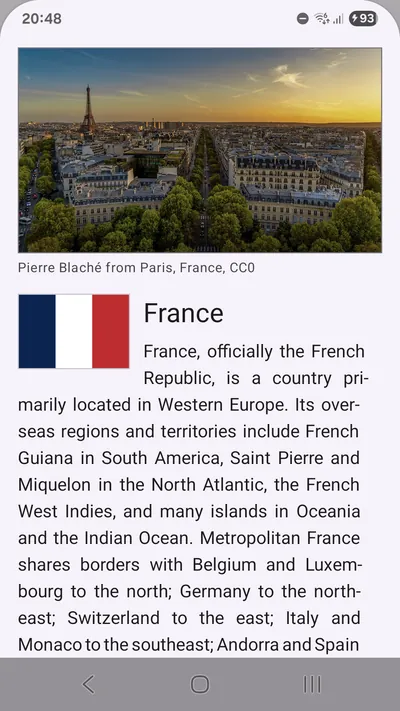 20:48
93
Pierre Blaché from Paris, France, CC0
France
France, officially the French
Republic, is a country pri-
marily located in Western Europe. Its over-
seas regions and territories include French
Guiana in South America, Saint Pierre and
Miquelon in the North Atlantic, the French
West Indies, and many islands in Oceania
and the Indian Ocean. Metropolitan France
shares borders with Belgium and Luxem-
bourg to the north; Germany to the north-
east; Switzerland to the east; Italy and
Monaco to the southeast; Andorra and Spain